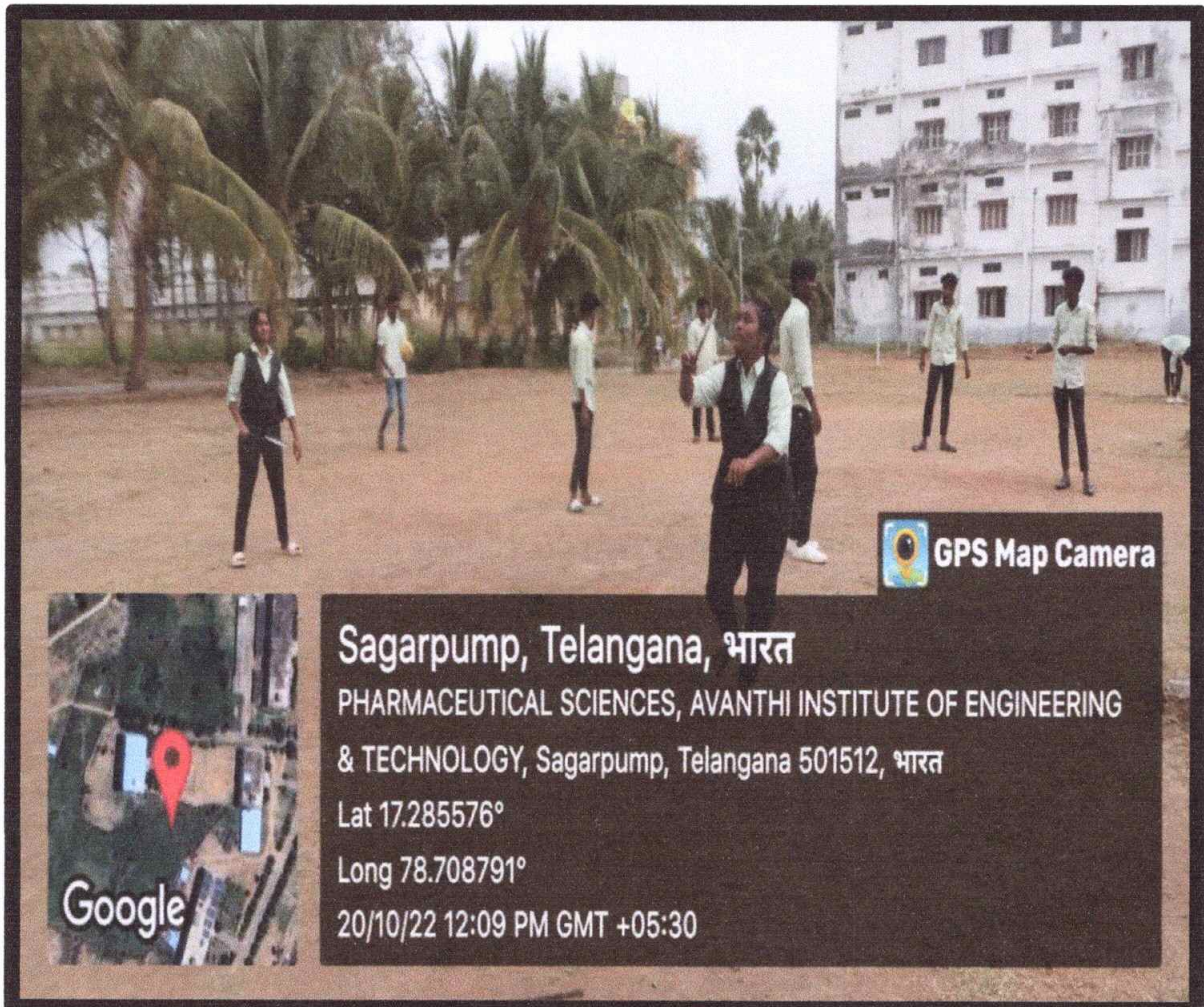 GPS Map Camera
Sagarpump, Telangana, भारत
PHARMACEUTICAL SCIENCES, AVANTHI INSTITUTE OF ENGINEERING
& TECHNOLOGY, Sagarpump, Telangana 501512, भारत
Lat 17.285576°
Long 78.708791°
20/10/22 12:09 PM GMT +05:30
Google